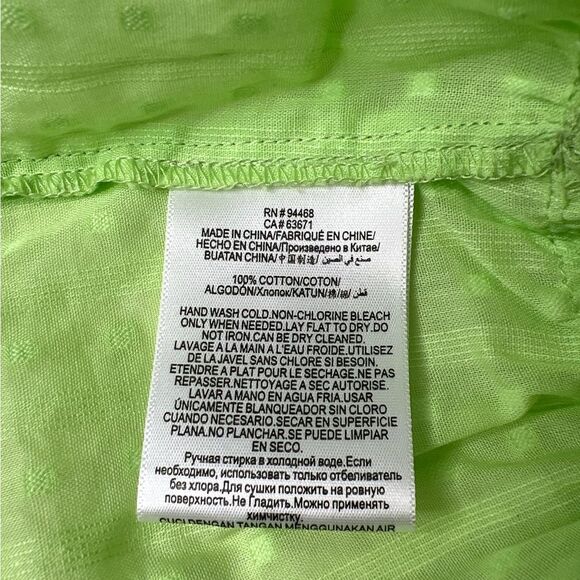 RN # 94468
CA # 63671
MADE IN CHINA/FABRIQUÉ EN CHINE/
HECHO EN CHINA/Произведено в Китае/
BUATAN CHINA/中国制造/ صنع في الصين/
100% COTTON/COTON/
ALGODÓN/Хлопок/KATUN/棉/綿/ قطن/
HAND WASH COLD.NON-CHLORINE BLEACH
ONLY WHEN NEEDED.LAY FLAT TO DRY.DO
NOT IRON.CAN BE DRY CLEANED.
LAVAGE A LA MAIN A L'EAU FROIDE.UTILISEZ
DE LA JAVEL SANS CHLORE SI BESOIN.
ETENDRE A PLAT POUR LE SECHAGE.NE PAS
REPASSER.NETTOYAGE A SEC AUTORISE.
LAVAR A MANO EN AGUA FRIA.USAR
ÚNICAMENTE BLANQUEADOR SIN CLORO
CUANDO NECESARIO.SECAR EN SUPERFICIE
PLANA.NO PLANCHAR.SE PUEDE LIMPIAR
EN SECO.
Ручная стирка в холодной воде.Если
необходимо, использовать только отбеливатель
без хлора.Для сушки положить на ровную
поверхность.Не Гладить.Можно применять
химчистку.
CUCI DENGAN TANGAN MENGGUNAKAN AIR